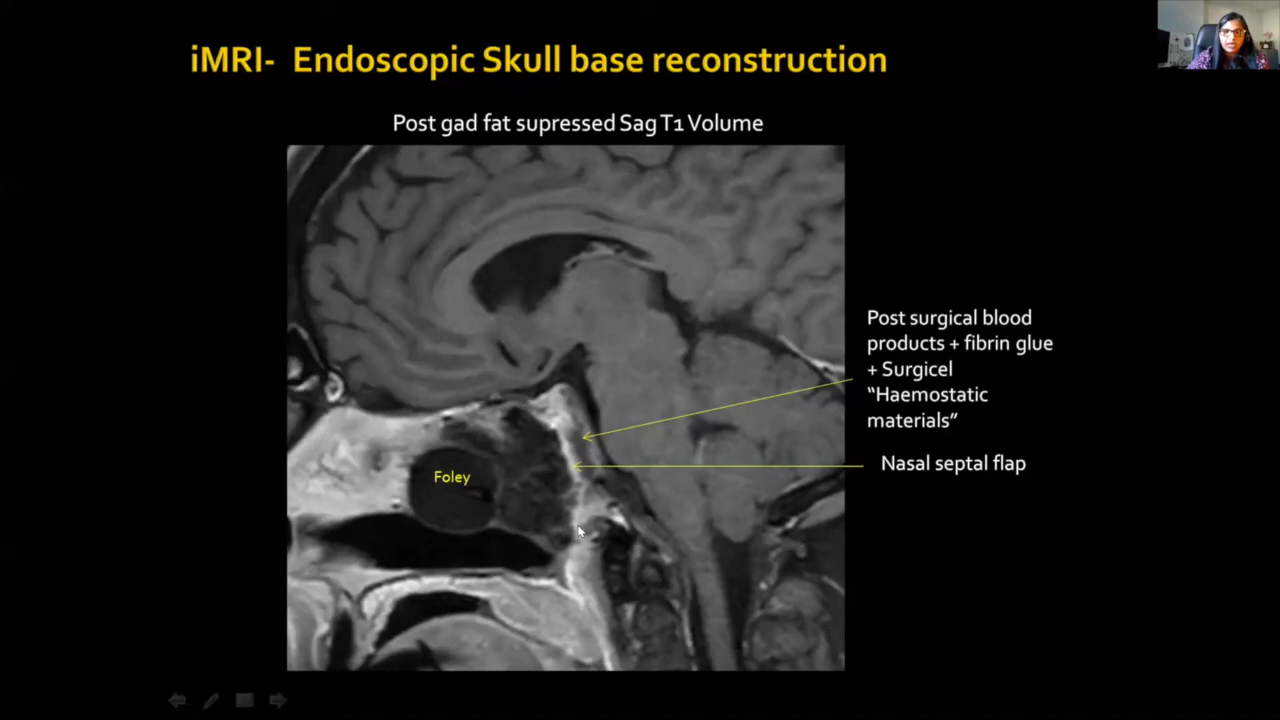 iMRI-  Endoscopic Skull base reconstruction
Post gad fat supressed Sag T1 Volume
Post surgical blood
products + fibrin glue
+ Surgicel
“Haemostatic
materials”
Foley
Nasal septal flap